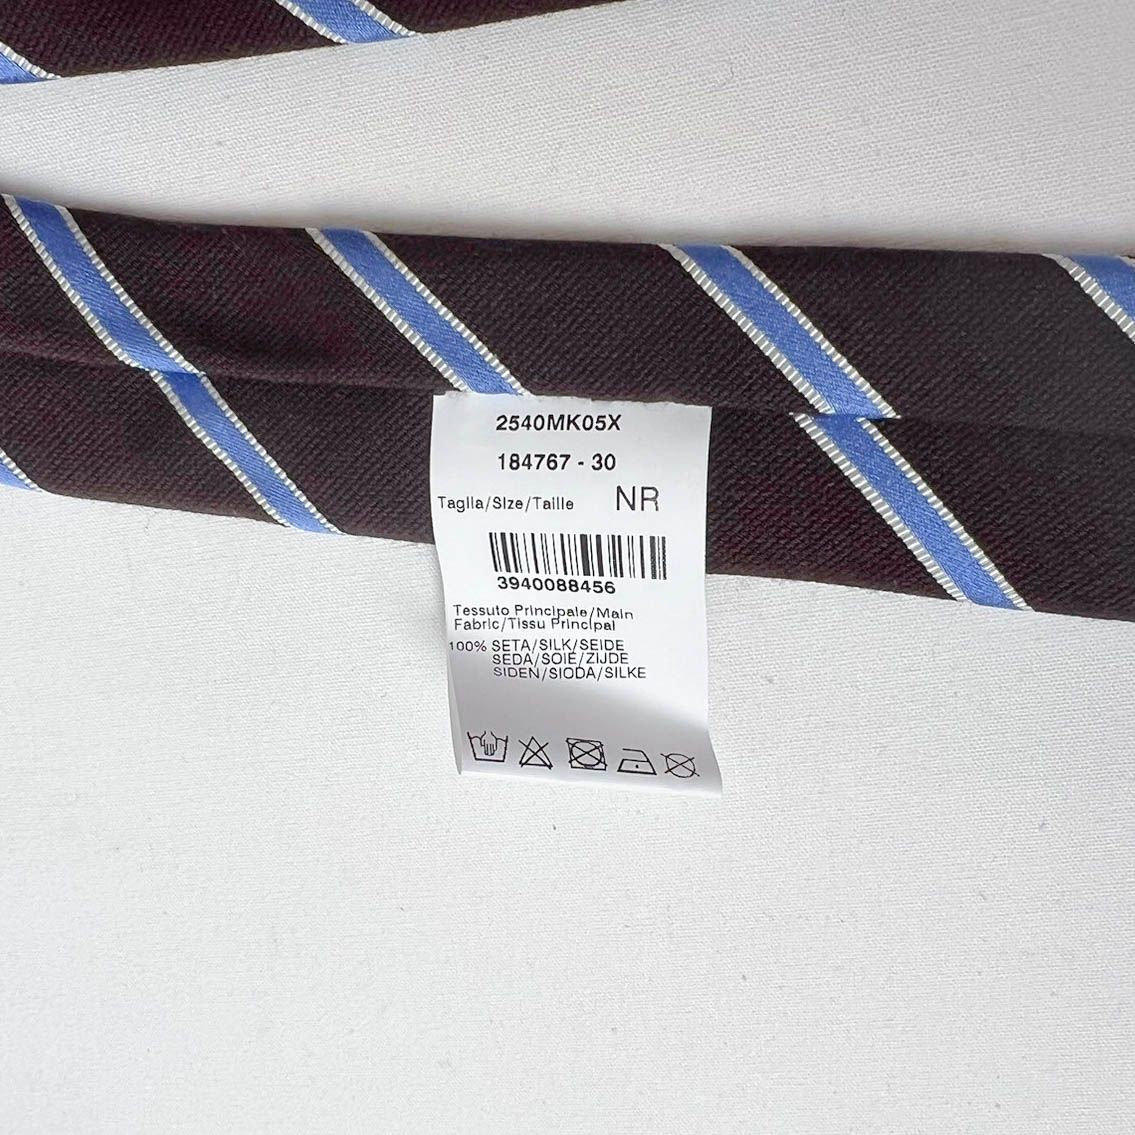 2540MK05X
184767 - 30
Taglia/Size/Taille NR
3940088456
Tessuto Principale/Main
Fabric/Tissu Principal
100% SETA/SILK/SEIDE
SEDA/SOIE/ZIJDE
SIDEN/SIODA/SILKE